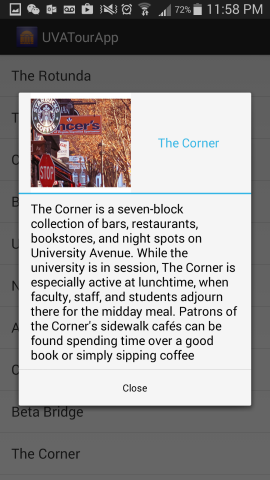 72% 11:58 PM
UVATourApp
The Rotunda
The Corner
STOP
The Corner is a seven-block
collection of bars, restaurants,
bookstores, and night spots on
University Avenue. While the
university is in session, The Corner is
especially active at lunchtime, when
faculty, staff, and students adjourn
there for the midday meal. Patrons of
the Corner's sidewalk cafés can be
found spending time over a good
book or simply sipping coffee
Close
Beta Bridge
The Corner